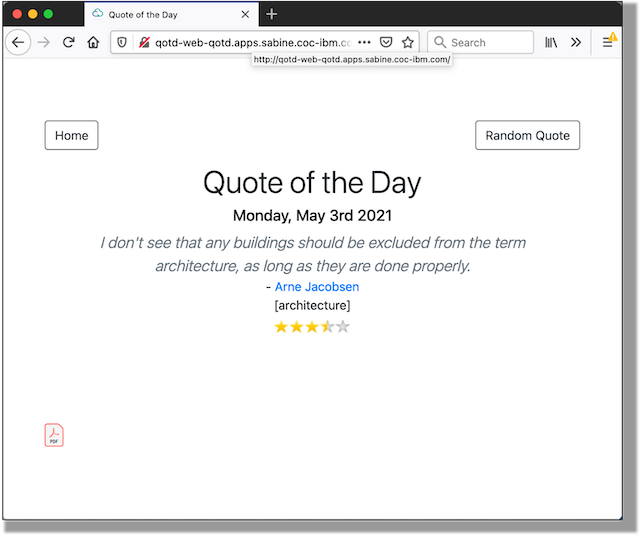 Quote of the Day
qotd-web-qotd.apps.sabine.coc-ibm.co
Search
http://qotd-web-qotd.apps.sabine.coc-ibm.com/
Home
Random Quote
Quote of the Day
Monday, May 3rd 2021
I don't see that any buildings should be excluded from the term
architecture, as long as they are done properly.
- Arne Jacobsen
[architecture]
PDF